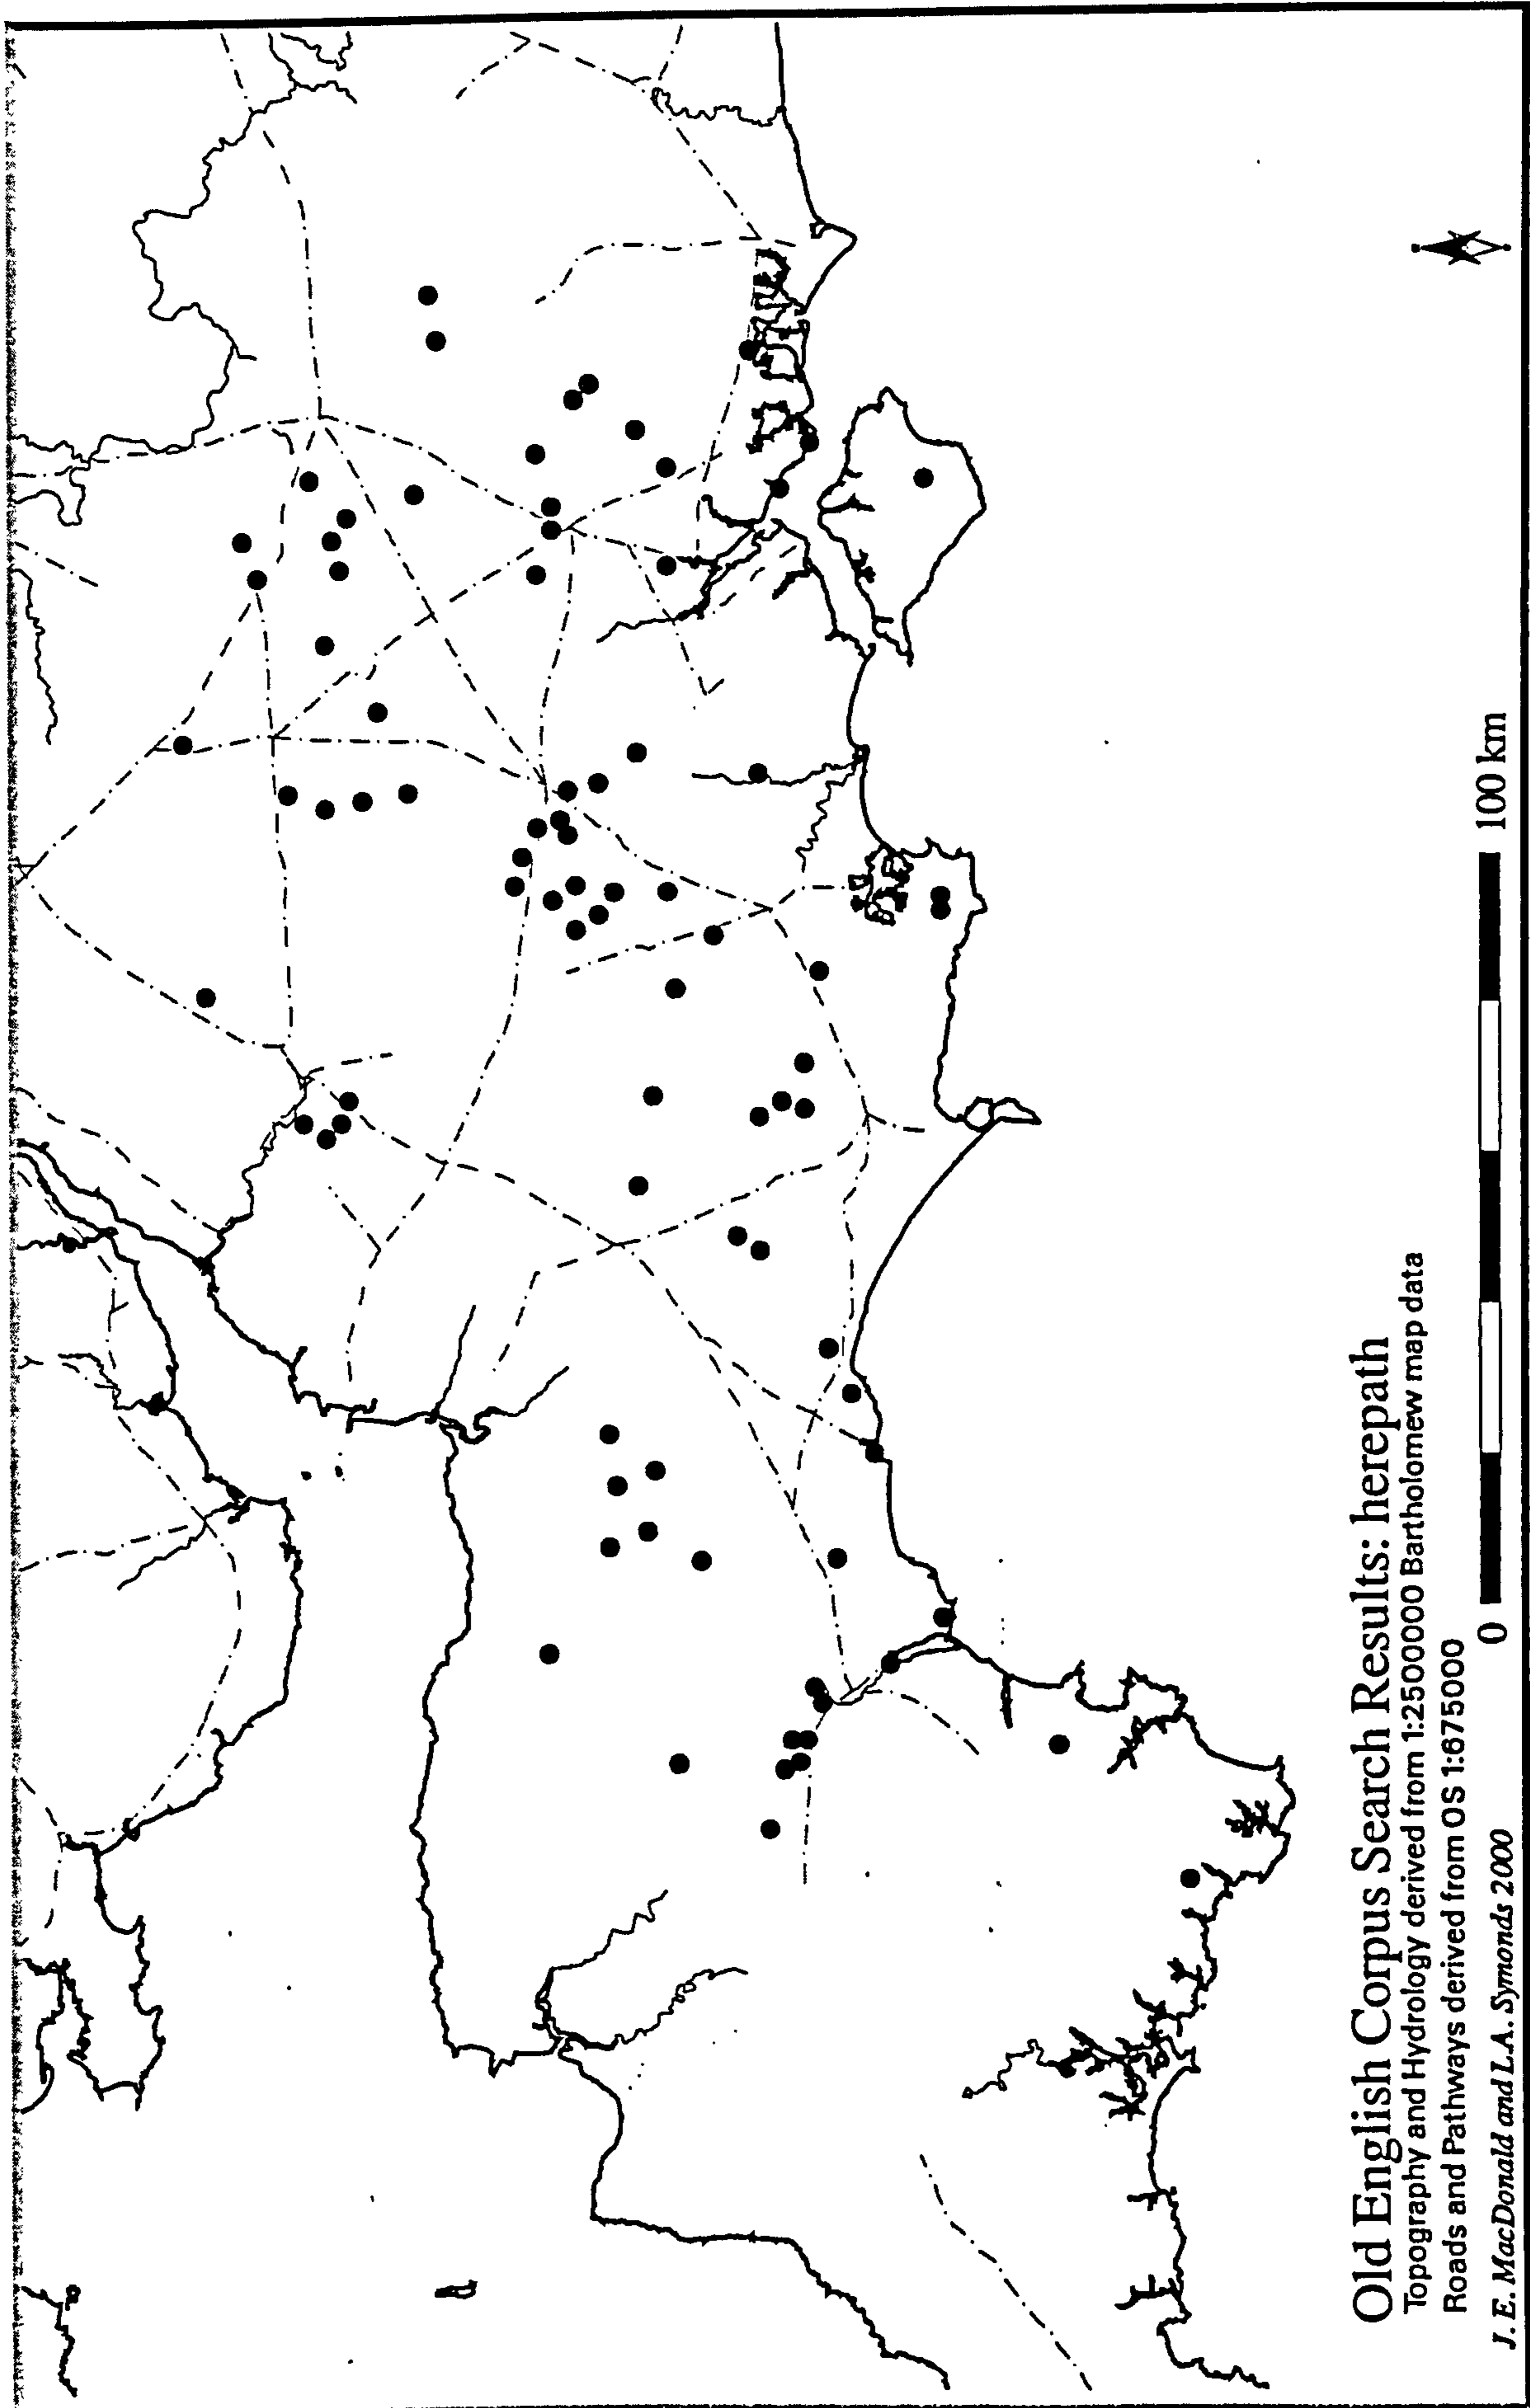 Old English Corpus Search Results: herepath
Topography and Hydrology derived from 1:250000 Bartholomew map data
Roads and Pathways derived from OS 1:675000
0 100 km
J. E. MacDonald and L.A. Symonds 2000